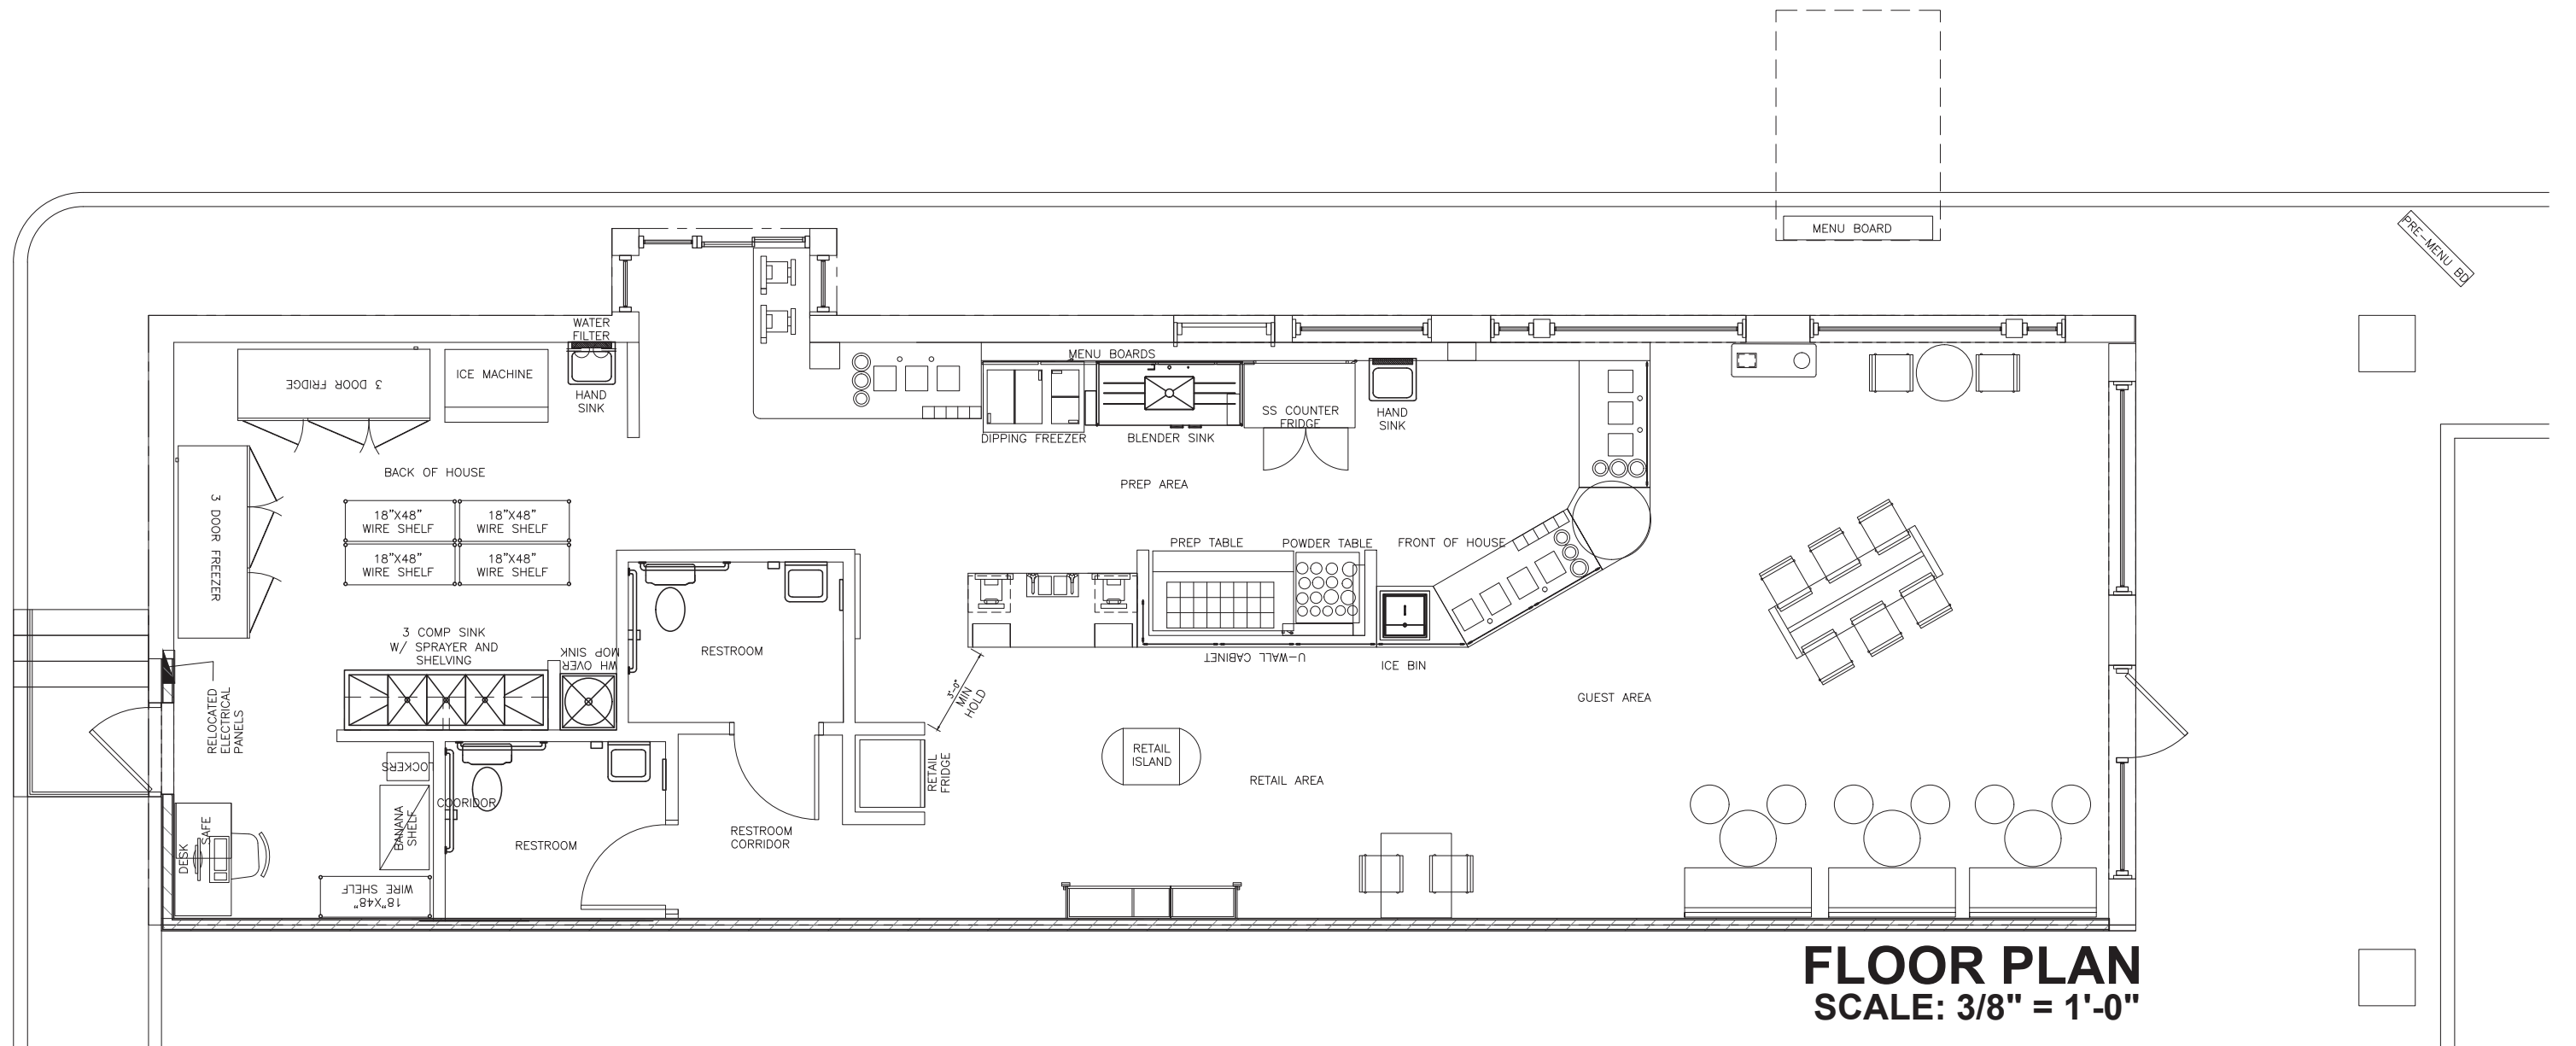 MENU BOARD
PRE-MENU BD
WATER
FILTER
HAND
SINK
3 DOOR FRIDGE
ICE MACHINE
MENU BOARDS
DIPPING FREEZER
BLENDER SINK
SS COUNTER
FRIDGE
HAND
SINK
BACK OF HOUSE
PREP AREA
3 DOOR FREEZER
18"X48"
WIRE SHELF
18"X48"
WIRE SHELF
18"X48"
WIRE SHELF
18"X48"
WIRE SHELF
PREP TABLE
POWDER TABLE
FRONT OF HOUSE
3 COMP SINK
W/ SPRAYER AND
SHELVING
WH OVER
MOP SINK
RESTROOM
U-WALL CABINET
ICE BIN
3'-0"
MIN
HOLD
GUEST AREA
RELOCATED
ELECTRICAL
PANELS
LOCKERS
RETAIL
FRIDGE
RETAIL
ISLAND
RETAIL AREA
COORIDOR
BANANA
SHELF
SAFE
DESK
RESTROOM
RESTROOM
CORRIDOR
18"X48"
WIRE SHELF
FLOOR PLAN
SCALE: 3/8" = 1'-0"